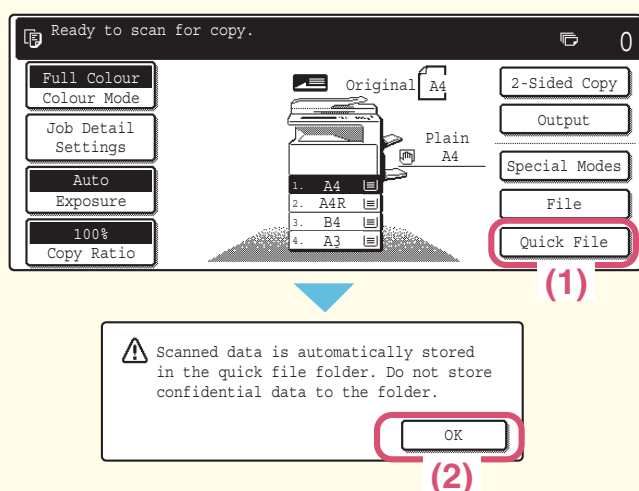 Ready to scan for copy.
0
Full Colour
Colour Mode
Original A4
2-Sided Copy
Job Detail
Settings
Output
Plain
A4
Special Modes
Auto
Exposure
1. A4
2. A4R
3. B4
4. A3
File
100%
Copy Ratio
Quick File
(1)
Scanned data is automatically stored
in the quick file folder. Do not store
confidential data to the folder.
OK
(2)